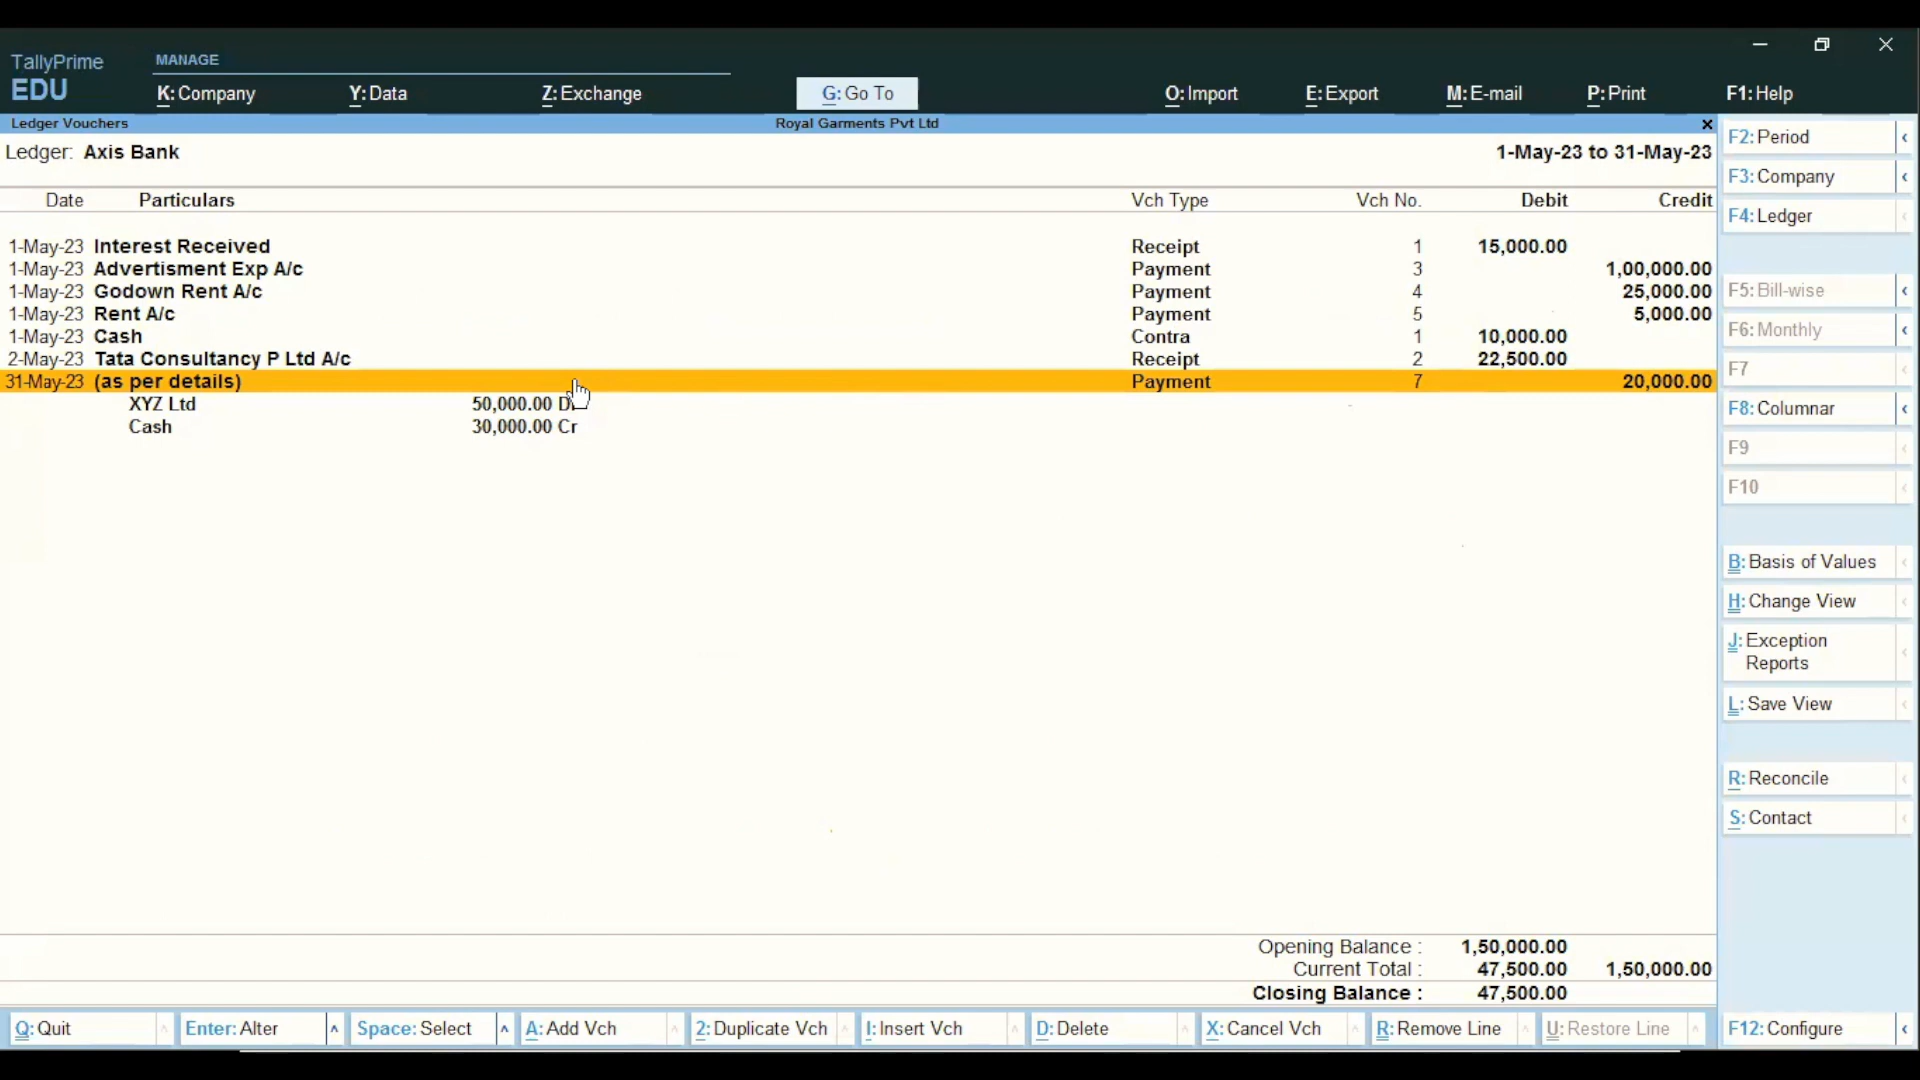 TallyPrime
EDU
MANAGE
K: Company
Y: Data
Z: Exchange
G: Go To
O: Import
E: Export
M: E-mail
P: Print
F1: Help
Ledger Vouchers
Royal Garments Pvt Ltd
Ledger: Axis Bank
1-May-23 to 31-May-23
Date Particulars Vch Type Vch No. Debit Credit
1-May-23 Interest Received Receipt 1 15,000.00
1-May-23 Advertisment Exp A/c Payment 3 1,00,000.00
1-May-23 Godown Rent A/c Payment 4 25,000.00
1-May-23 Rent A/c Payment 5 5,000.00
1-May-23 Cash Contra 1 10,000.00
2-May-23 Tata Consultancy P Ltd A/c Receipt 2 22,500.00
31-May-23 (as per details) Payment 7 20,000.00
XYZ Ltd 50,000.00
Cash 30,000.00 Cr
Opening Balance : 1,50,000.00
Current Total : 47,500.00 1,50,000.00
Closing Balance : 47,500.00
F2: Period
F3: Company
F4: Ledger
F5: Bill-wise
F6: Monthly
F7
F8: Columnar
F9
F10
B: Basis of Values
H: Change View
J: Exception
Reports
L: Save View
R: Reconcile
S: Contact
Q: Quit
Enter: Alter
Space: Select
A: Add Vch
2: Duplicate Vch
I: Insert Vch
D: Delete
X: Cancel Vch
R: Remove Line
U: Restore Line
F12: Configure